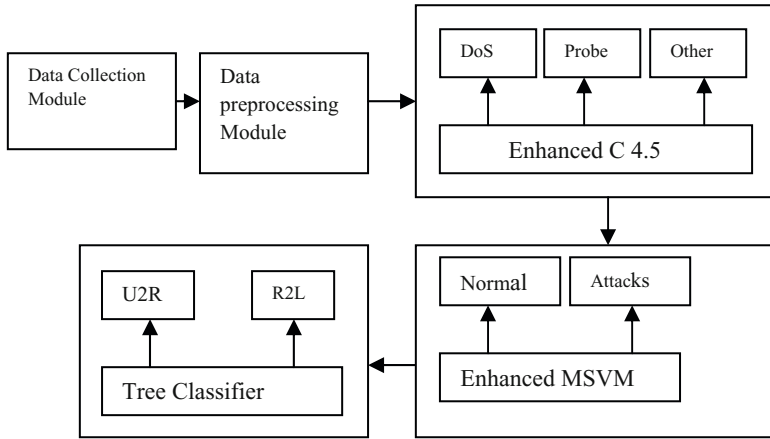 Data Collection
Module
Data
preprocessing
Module
DoS
Probe
Other
Enhanced C 4.5
U2R
R2L
Tree Classifier
Normal
Attacks
Enhanced MSVM